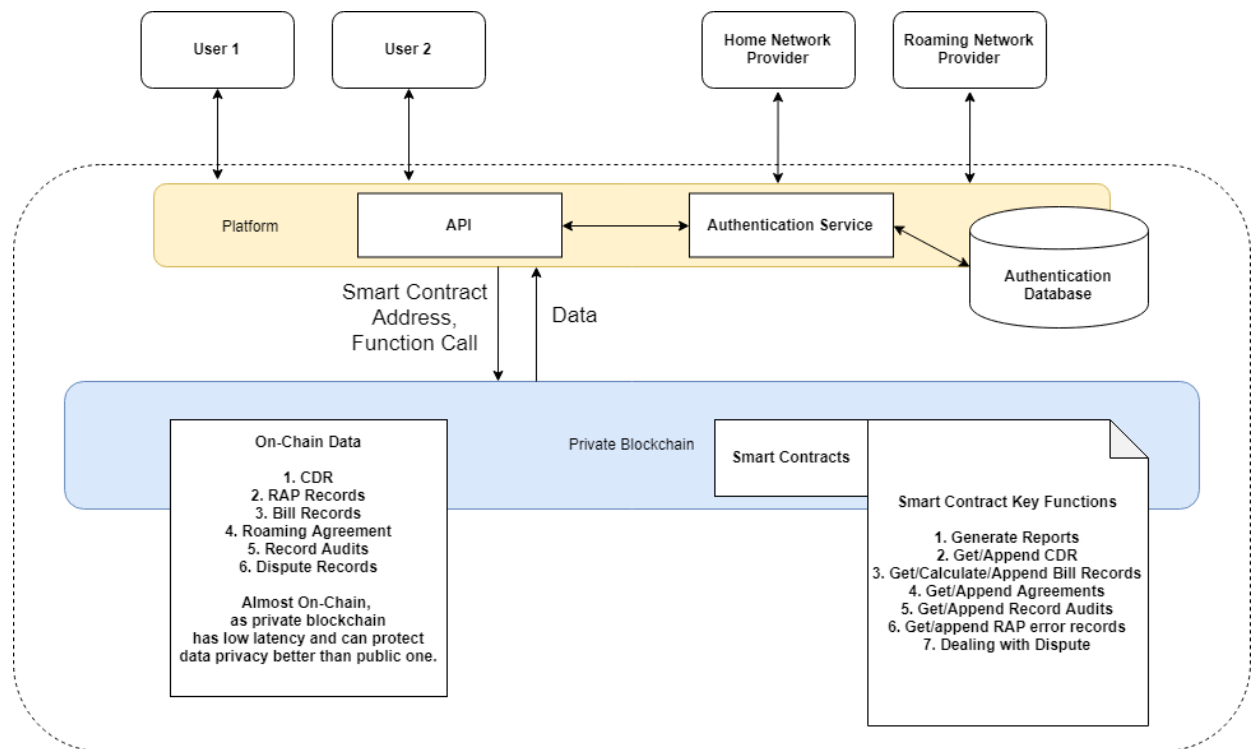 User 1
User 2
Home Network
Provider
Roaming Network
Provider
Platform
API
Authentication Service
Authentication
Database
Smart Contract
Address,
Function Call
Data
Private Blockchain
On-Chain Data
1. CDR
2. RAP Records
3. Bill Records
4. Roaming Agreement
5. Record Audits
6. Dispute Records
Almost On-Chain,
as private blockchain
has low latency and can protect
data privacy better than public one.
Smart Contracts
Smart Contract Key Functions
1. Generate Reports
2. Get/Append CDR
3. Get/Calculate/Append Bill Records
4. Get/Append Agreements
5. Get/Append Record Audits
6. Get/append RAP error records
7. Dealing with Dispute